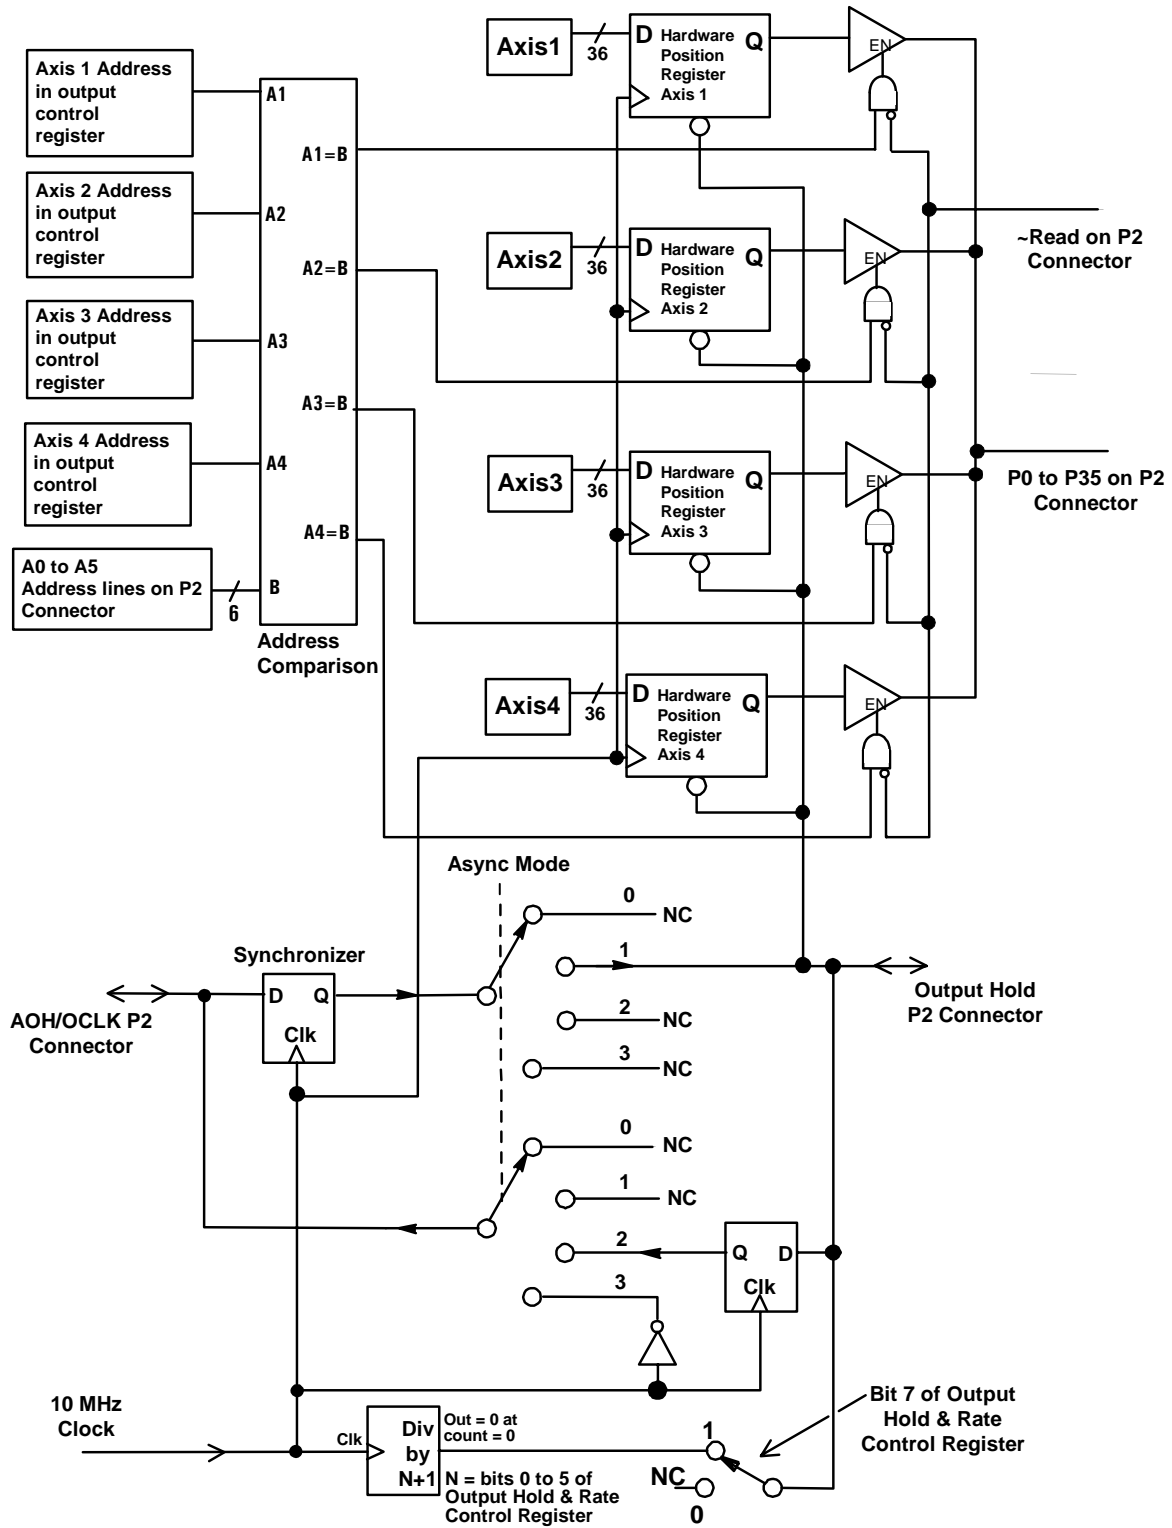 Axis 1 Address
in output
control
register
Axis 2 Address
in output
control
register
Axis 3 Address
in output
control
register
Axis 4 Address
in output
control
register
A0 to A5
Address lines on P2
Connector
6
A1
A1=B
A2
A2=B
A3
A3=B
A4
A4=B
B
Address
Comparison
Axis1
36
D
Hardware
Position
Register
Axis 1
Q
EN
Axis2
36
D
Hardware
Position
Register
Axis 2
Q
EN
Axis3
36
D
Hardware
Position
Register
Axis 3
Q
EN
Axis4
36
D
Hardware
Position
Register
Axis 4
Q
EN
~Read on P2
Connector
P0 to P35 on P2
Connector
Async Mode
0
NC
1
2
NC
3
NC
Synchronizer
D
Q
Clk
AOH/OCLK P2
Connector
Output Hold
P2 Connector
0
NC
1
NC
2
3
Q
D
Clk
10 MHz
Clock
Clk
Div
by
N+1
Out = 0 at
count = 0
N = bits 0 to 5 of
Output Hold & Rate
Control Register
1
NC
0
Bit 7 of Output
Hold & Rate
Control Register